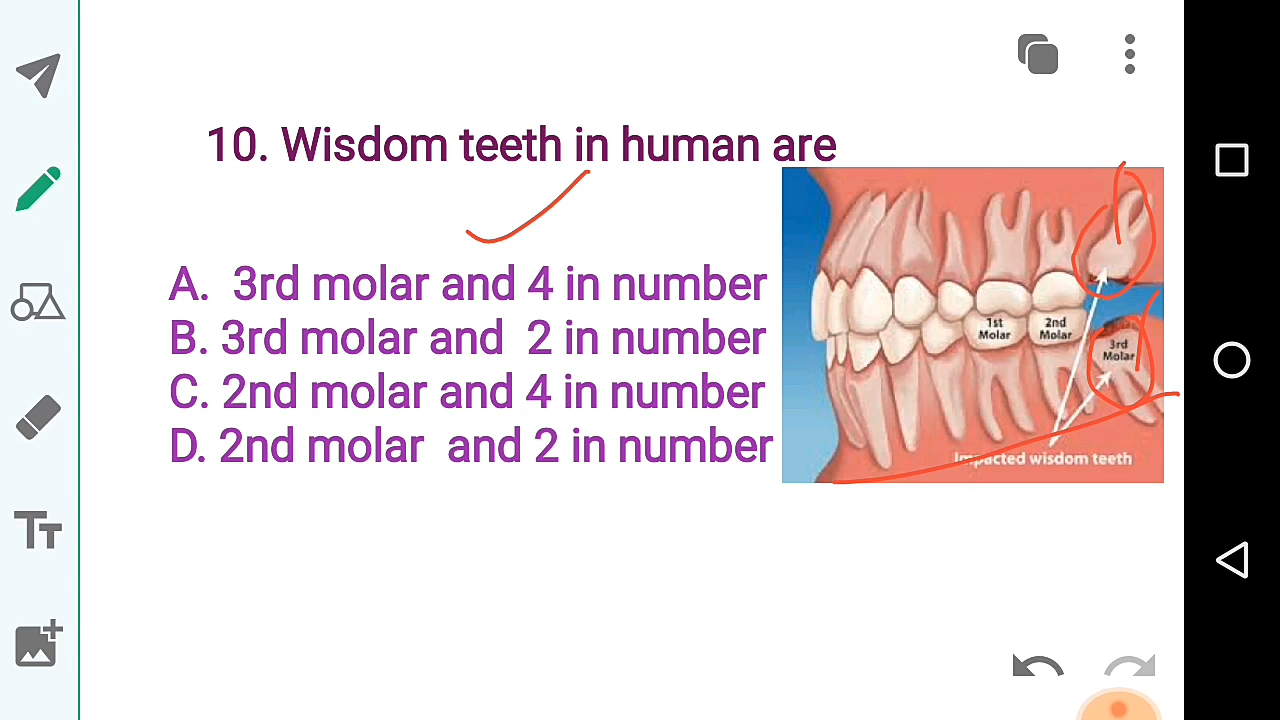 10. Wisdom teeth in human are
A. 3rd molar and 4 in number
B. 3rd molar and 2 in number
C. 2nd molar and 4 in number
D. 2nd molar and 2 in number
1st
Molar
2nd
Molar
3rd
Molar
Impacted wisdom teeth
TT